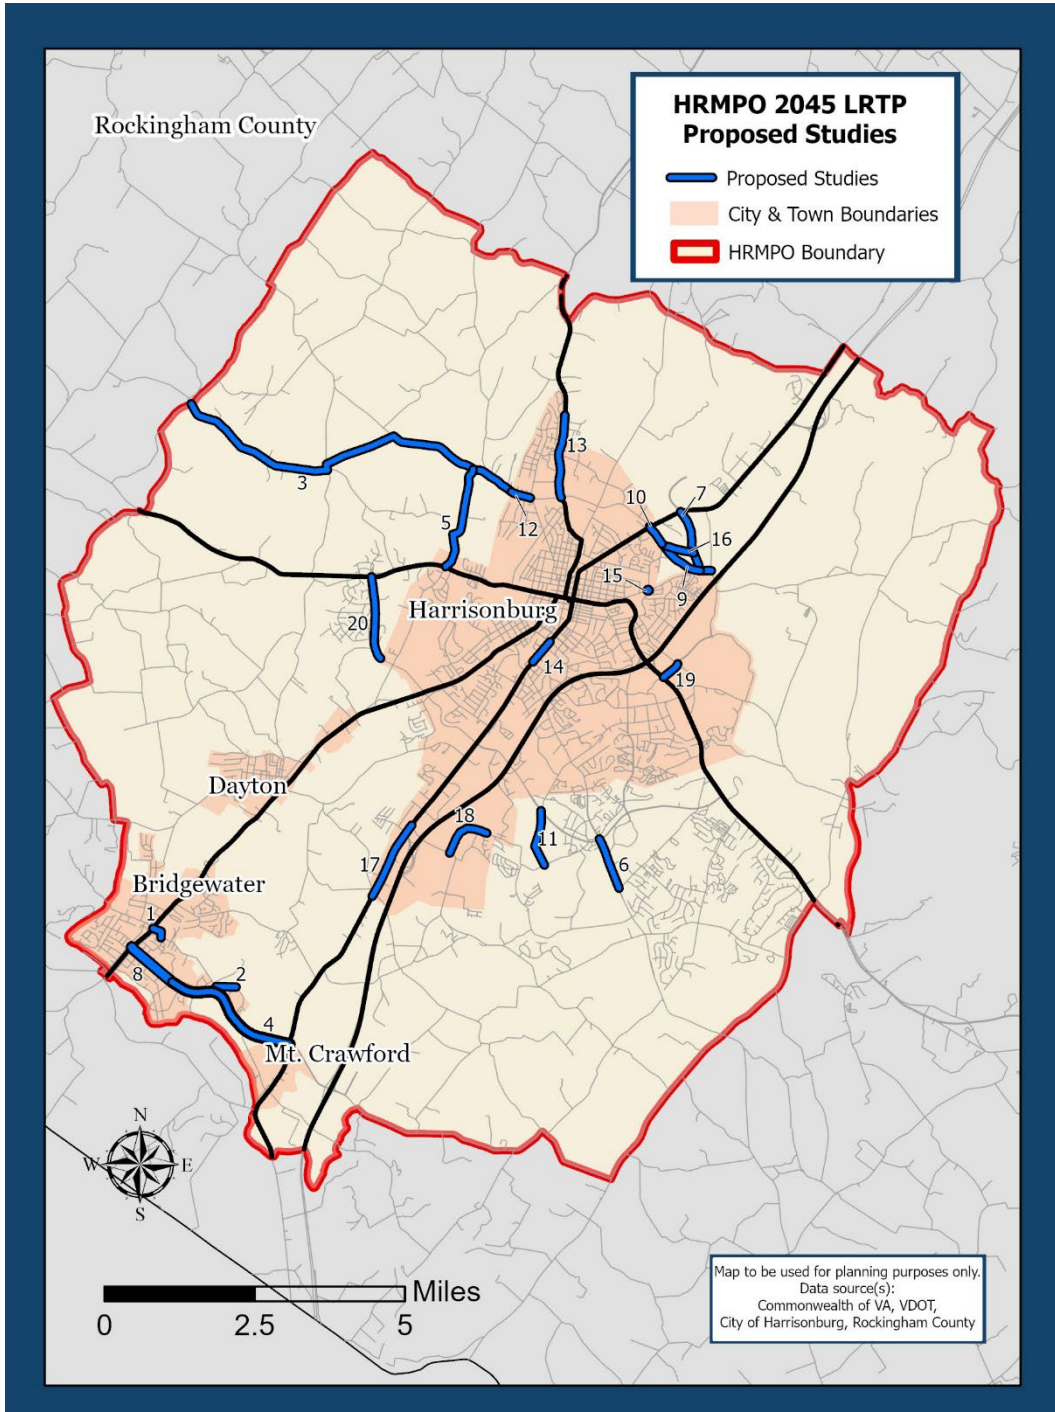 HRMPO 2045 LRTP
Proposed Studies
Proposed Studies
City & Town Boundaries
HRMPO Boundary
Rockingham County
13
3
10
7
12
5
16
15
9
Harrisonburg
20
14
19
Dayton
18
11
17
6
Bridgewater
1
8
2
4
Mt. Crawford
N
W
E
S
Miles
0
2.5
5
Map to be used for planning purposes only.
Data source(s):
Commonwealth of VA, VDOT,
City of Harrisonburg, Rockingham County